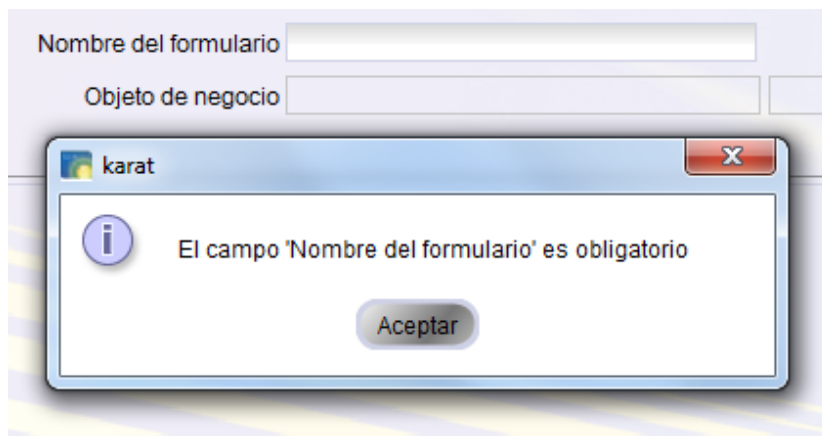 Nombre del formulario
Objeto de negocio
karat
El campo 'Nombre del formulario' es obligatorio
Aceptar